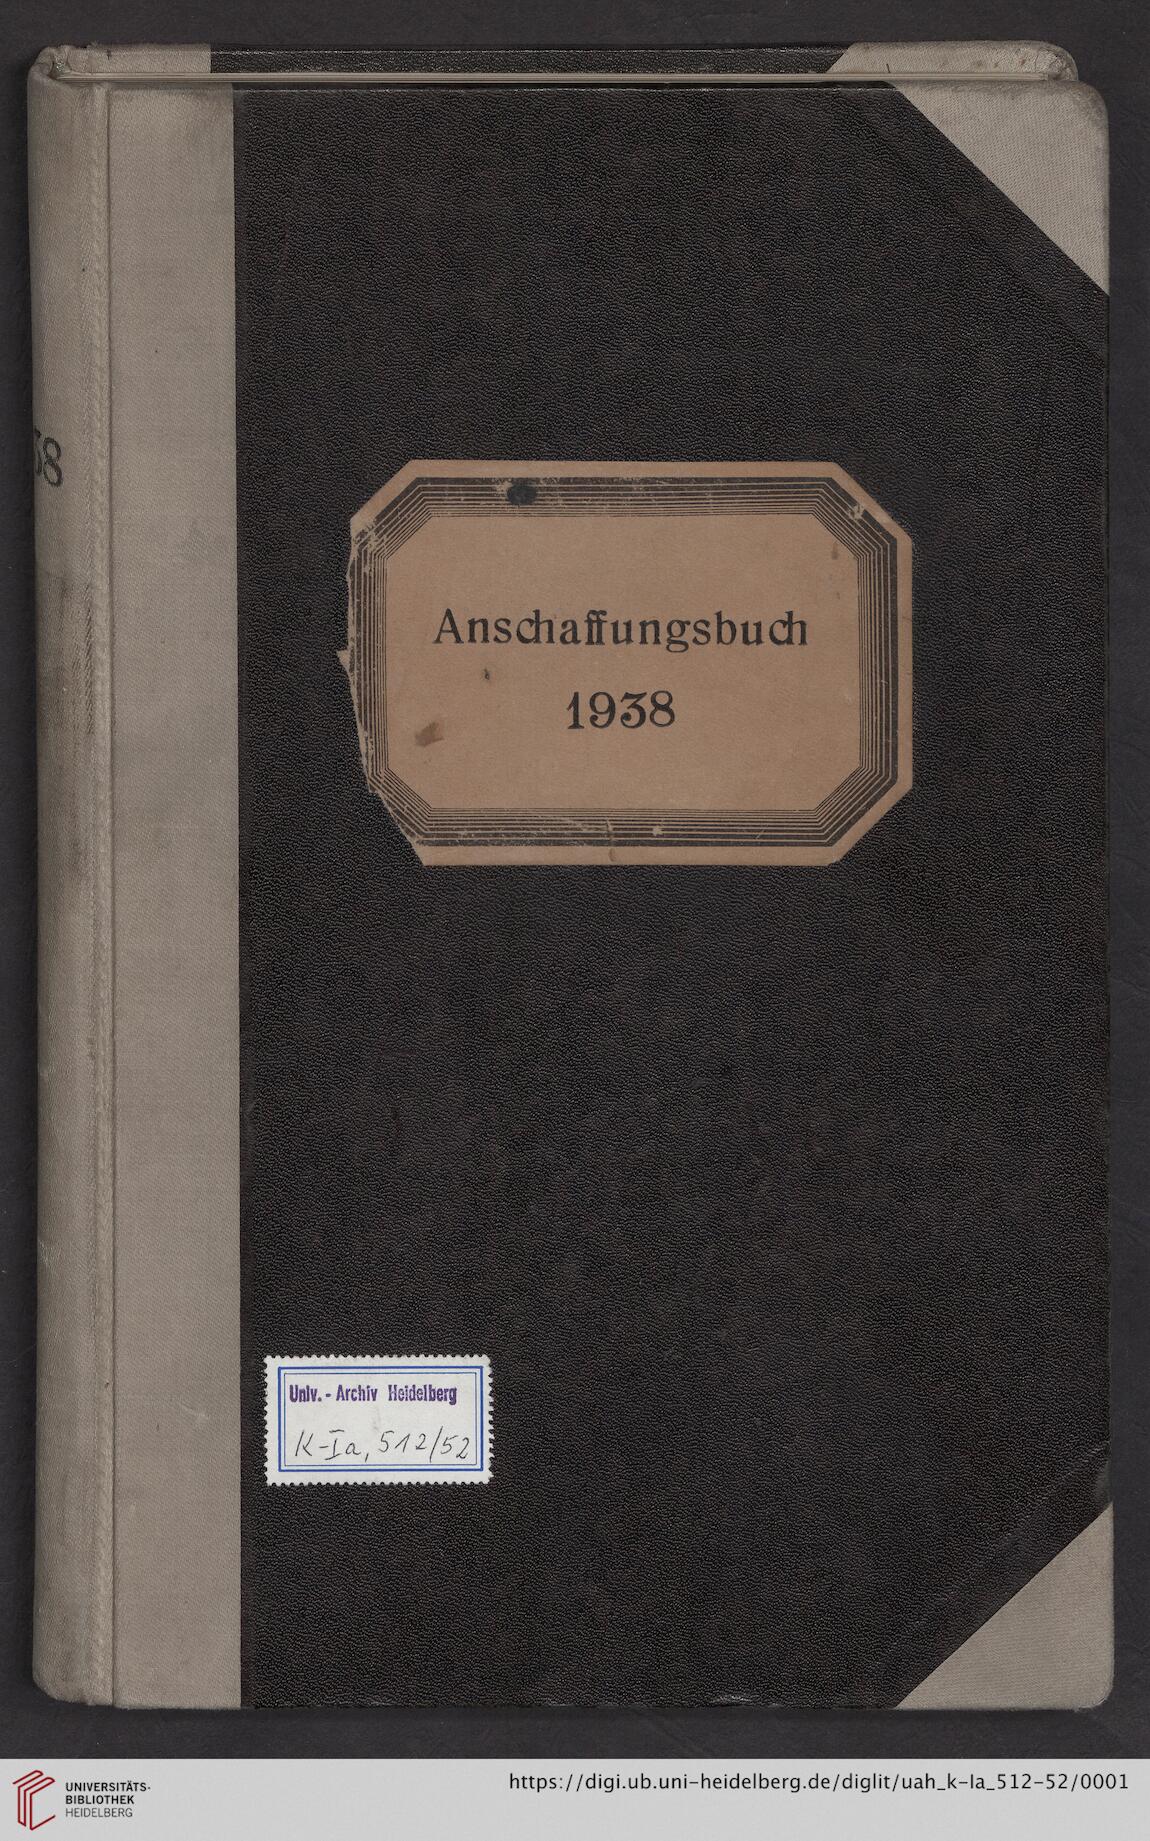 38
Anschaffungsbuch
1938
Univ.-Archiv Heidelberg
K-Ia, 512/52
UNIVERSITÄTS-
BIBLIOTHEK
HEIDELBERG
https://digi.ub.uni-heidelberg.de/diglit/uah_k-Ia_512-52/0001